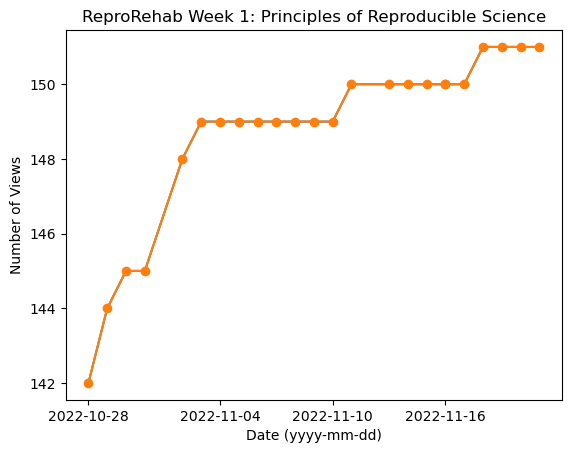 ReproRehab Week 1: Principles of Reproducible Science
Number of Views
150
148
146
144
142
2022-10-28 2022-11-04 2022-11-10 2022-11-16
Date (yyyy-mm-dd)